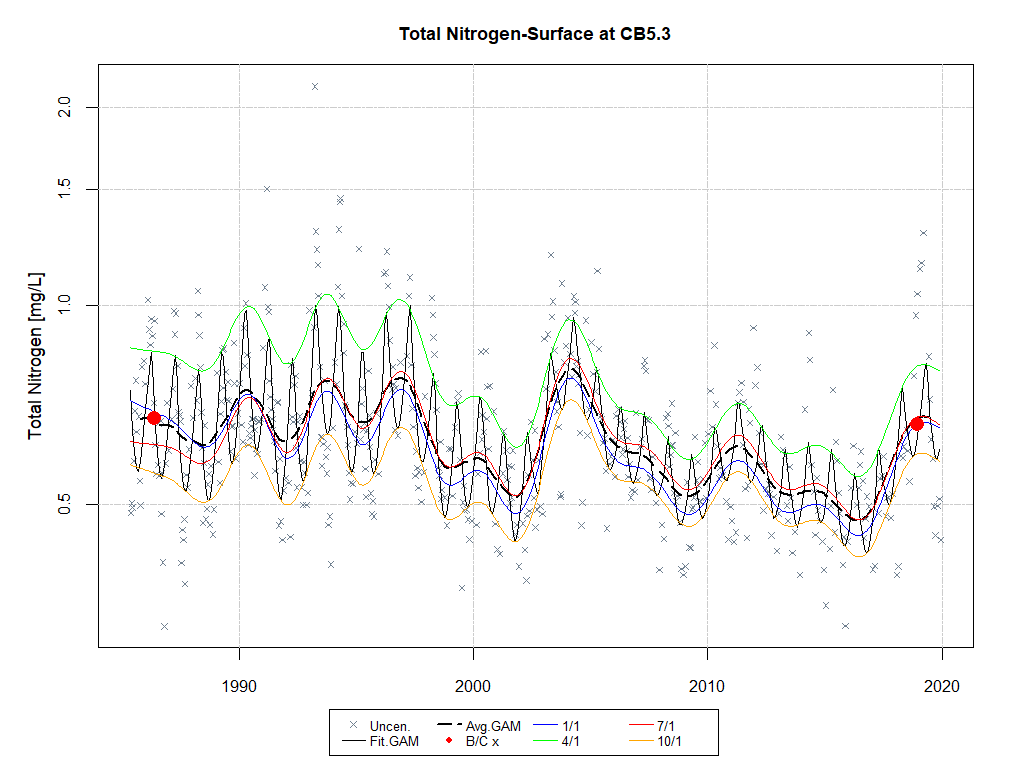 Total Nitrogen-Surface at CB5.3
Total Nitrogen [mg/L]
2.0
1.5
1.0
0.5
1990 2000 2010 2020
Uncen. Avg.GAM 1/1 7/1
Fit.GAM B/C x 4/1 10/1